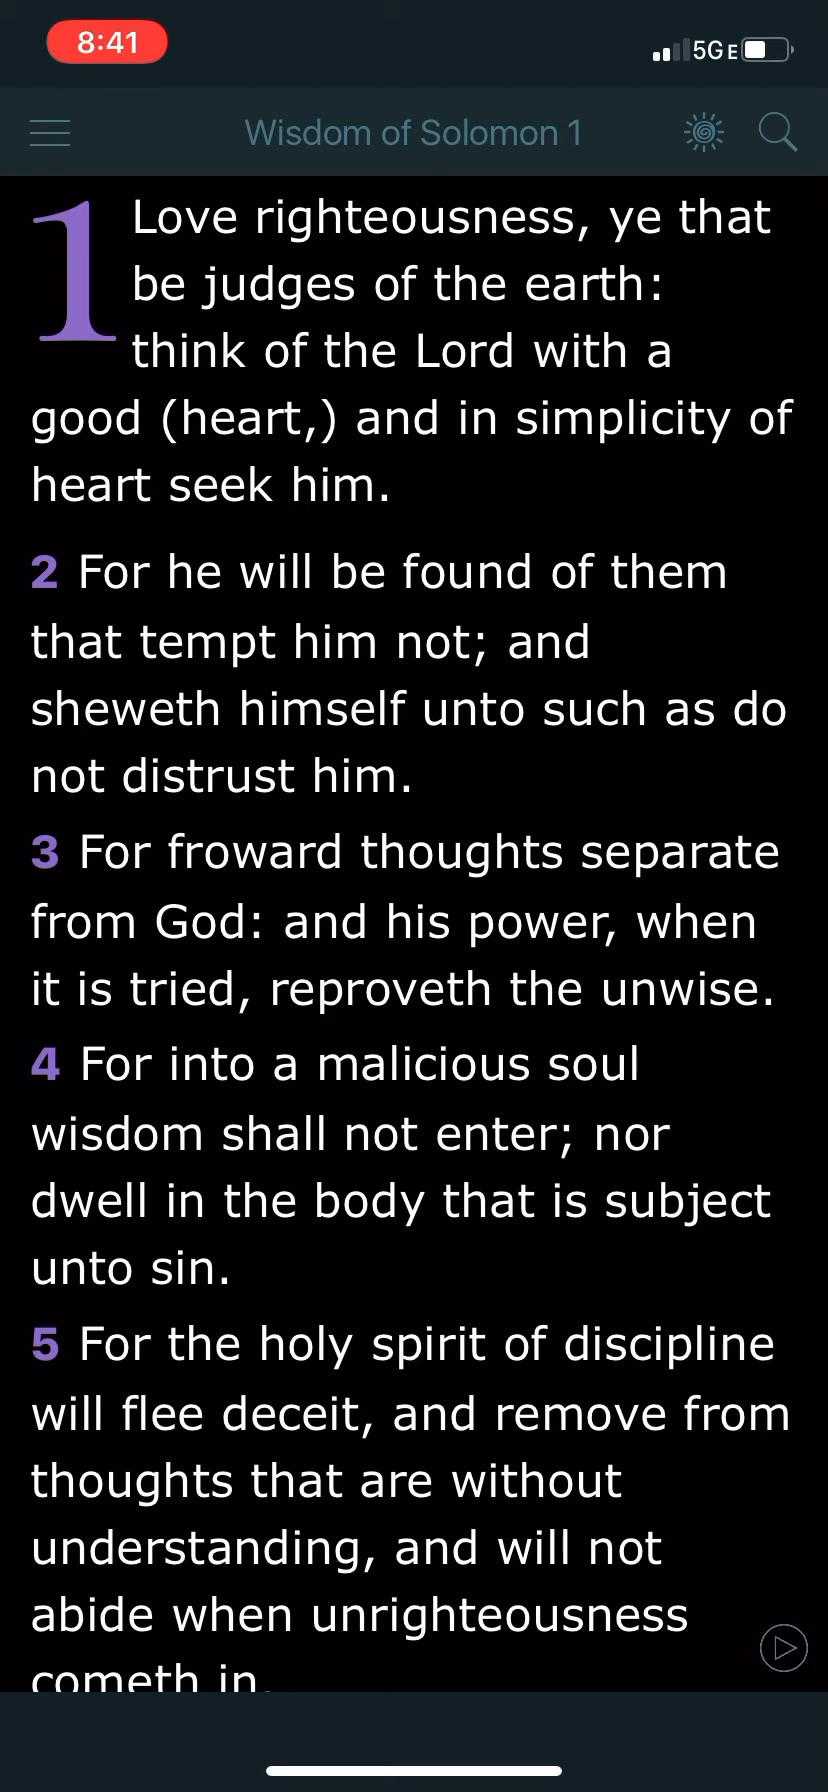 8:41
5GE
Wisdom of Solomon 1
1 Love righteousness, ye that
be judges of the earth:
think of the Lord with a
good (heart,) and in simplicity of
heart seek him.
2 For he will be found of them
that tempt him not; and
sheweth himself unto such as do
not distrust him.
3 For froward thoughts separate
from God: and his power, when
it is tried, reproveth the unwise.
4 For into a malicious soul
wisdom shall not enter; nor
dwell in the body that is subject
unto sin.
5 For the holy spirit of discipline
will flee deceit, and remove from
thoughts that are without
understanding, and will not
abide when unrighteousness
cometh in.